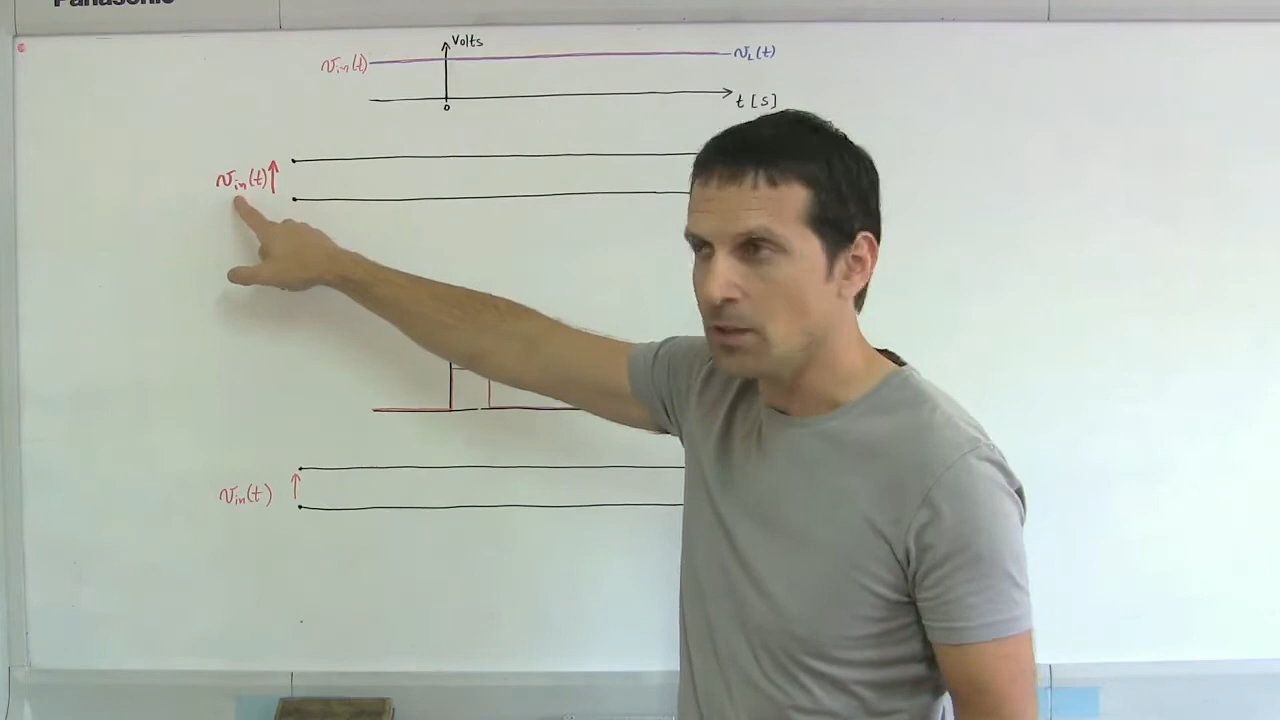 Panasonic
Volts
v_in(t)
v_L(t)
0
t [s]
v_in(t)
v_in(t)